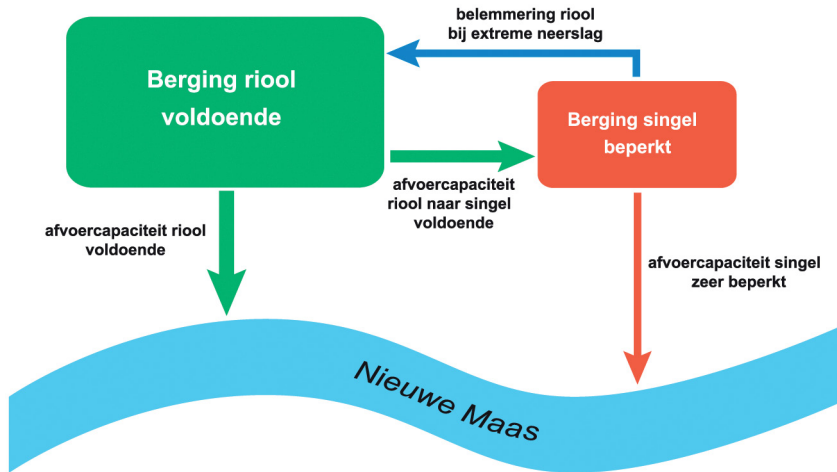 belemmering riool
bij extreme neerslag
Berging riool
voldoende
Berging singel
beperkt
afvoercapaciteit
riool naar singel
voldoende
afvoercapaciteit riool
voldoende
afvoercapaciteit singel
zeer beperkt
Nieuwe Maas